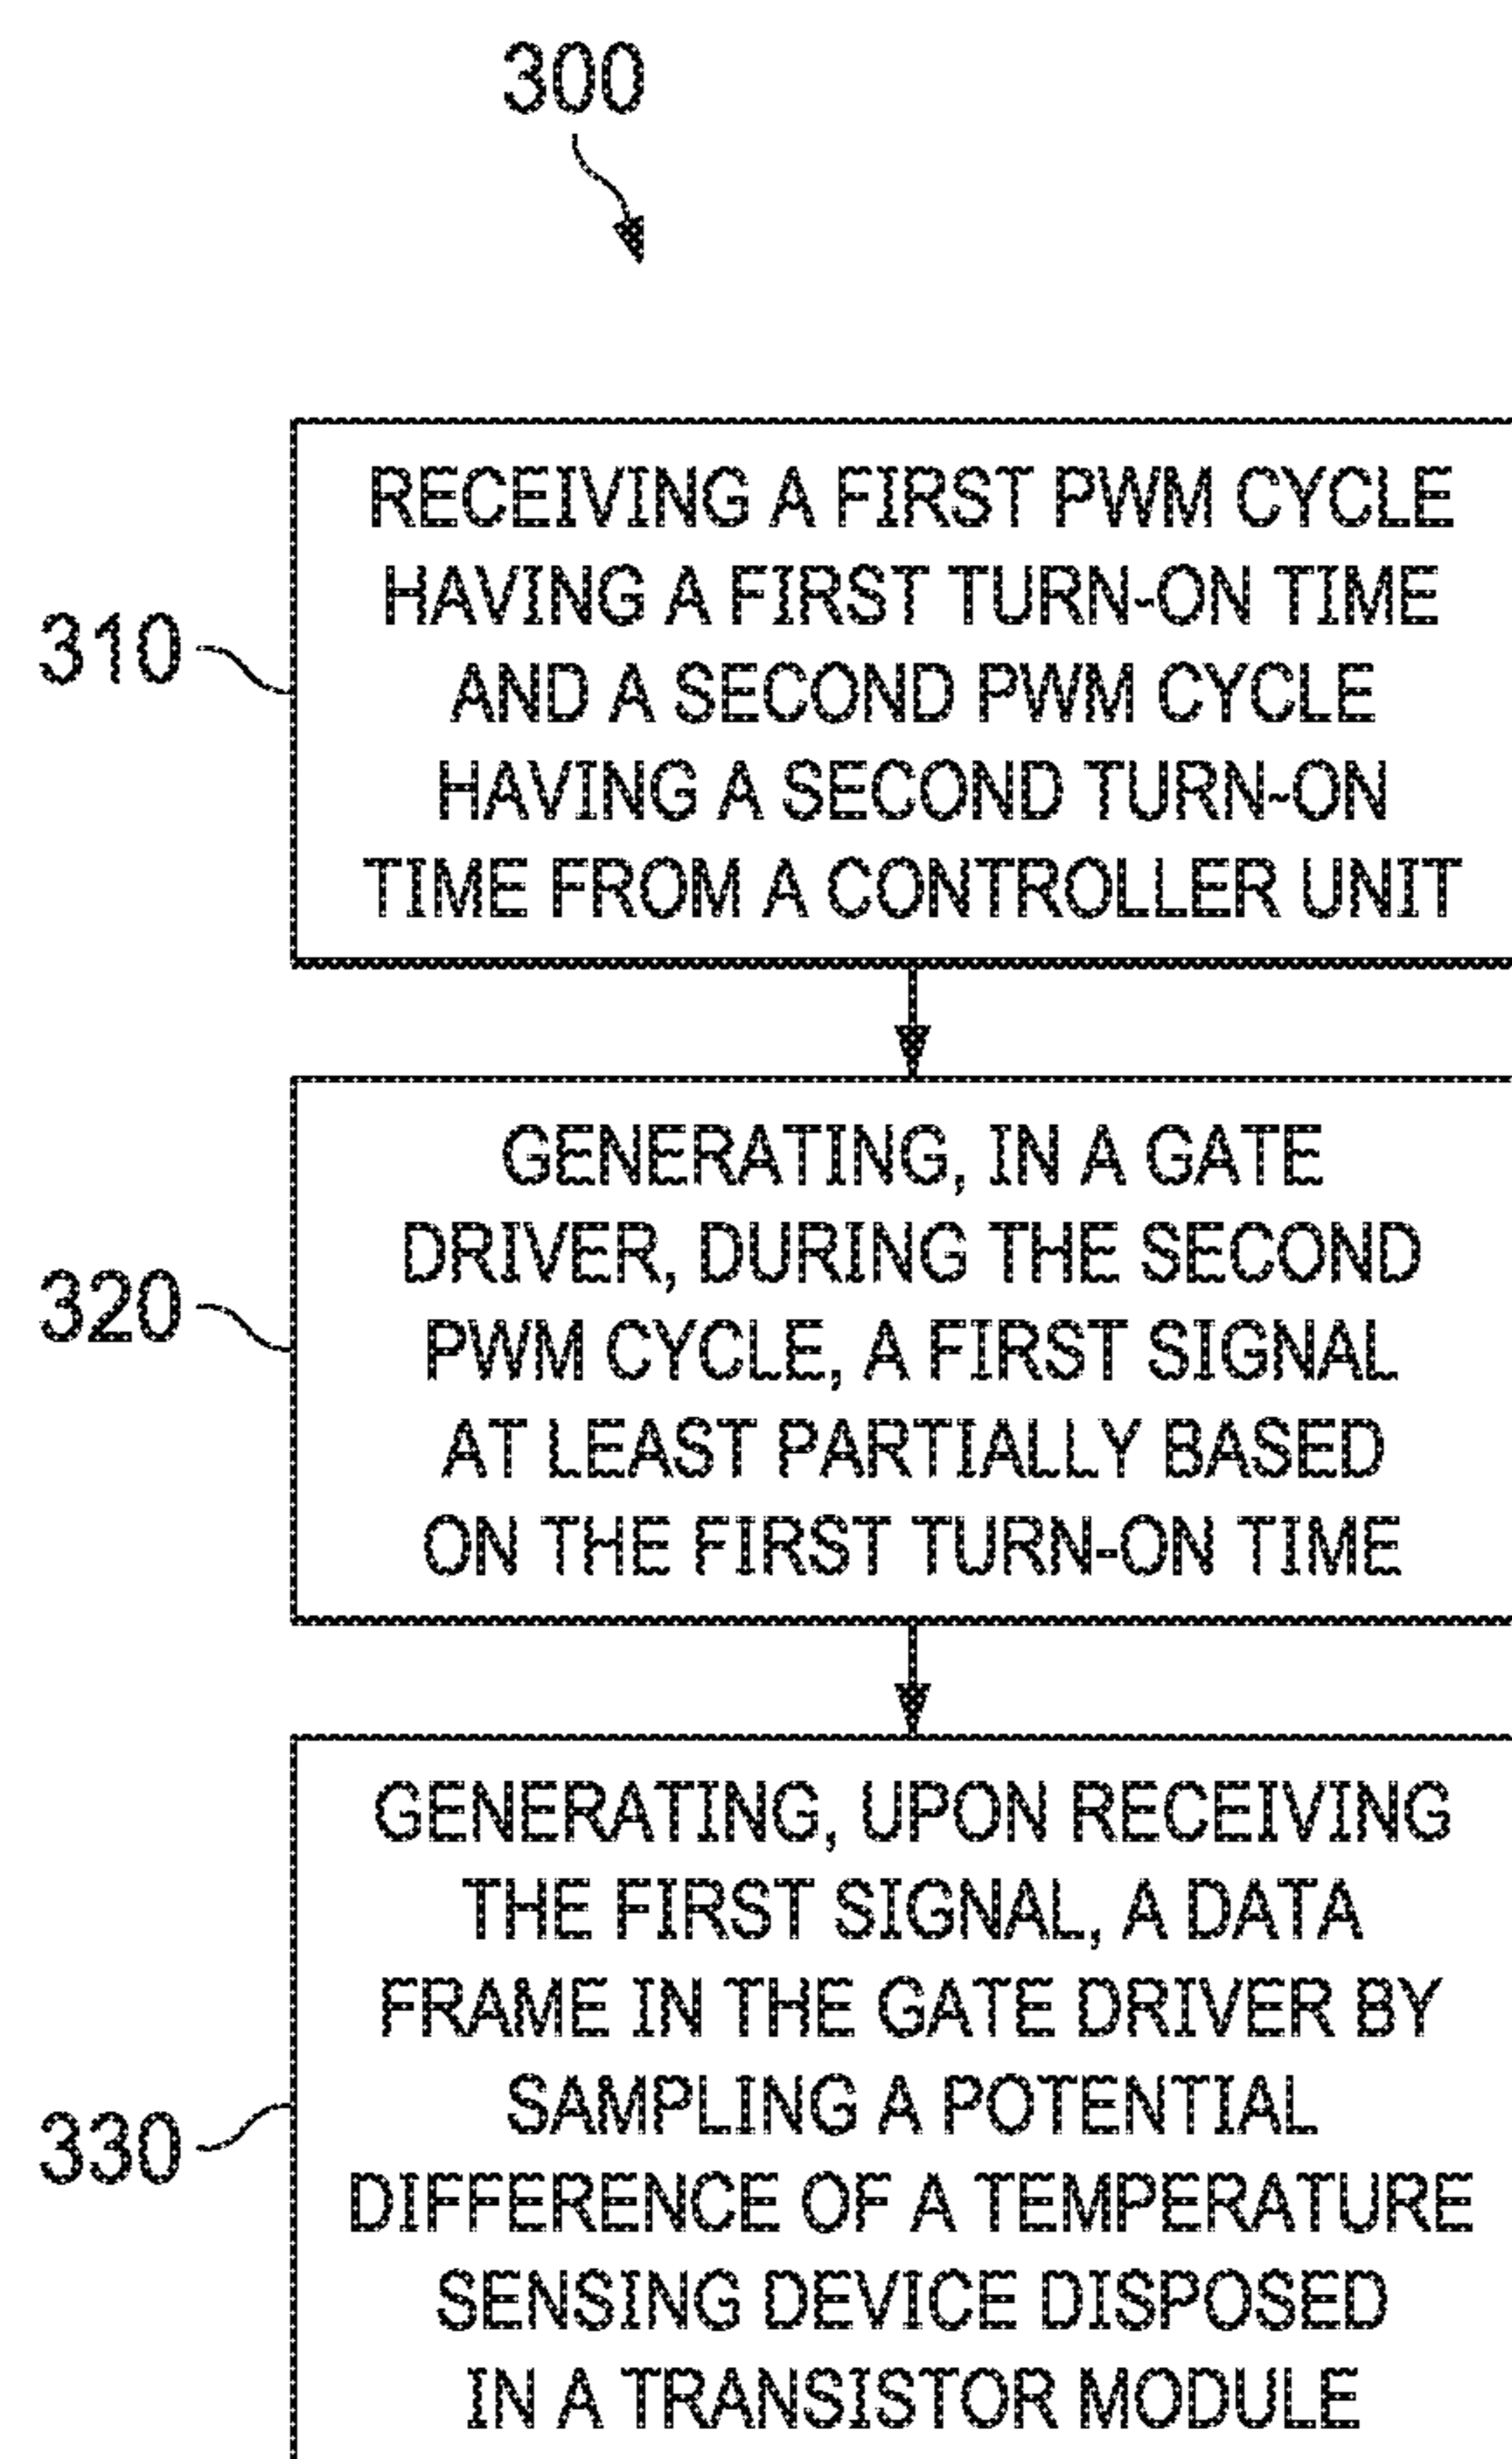 300
310
RECEIVING A FIRST PWM CYCLE
HAVING A FIRST TURN-ON TIME
AND A SECOND PWM CYCLE
HAVING A SECOND TURN-ON
TIME FROM A CONTROLLER UNIT
320
GENERATING, IN A GATE
DRIVER, DURING THE SECOND
PWM CYCLE, A FIRST SIGNAL
AT LEAST PARTIALLY BASED
ON THE FIRST TURN-ON TIME
330
GENERATING, UPON RECEIVING
THE FIRST SIGNAL, A DATA
FRAME IN THE GATE DRIVER BY
SAMPLING A POTENTIAL
DIFFERENCE OF A TEMPERATURE
SENSING DEVICE DISPOSED
IN A TRANSISTOR MODULE